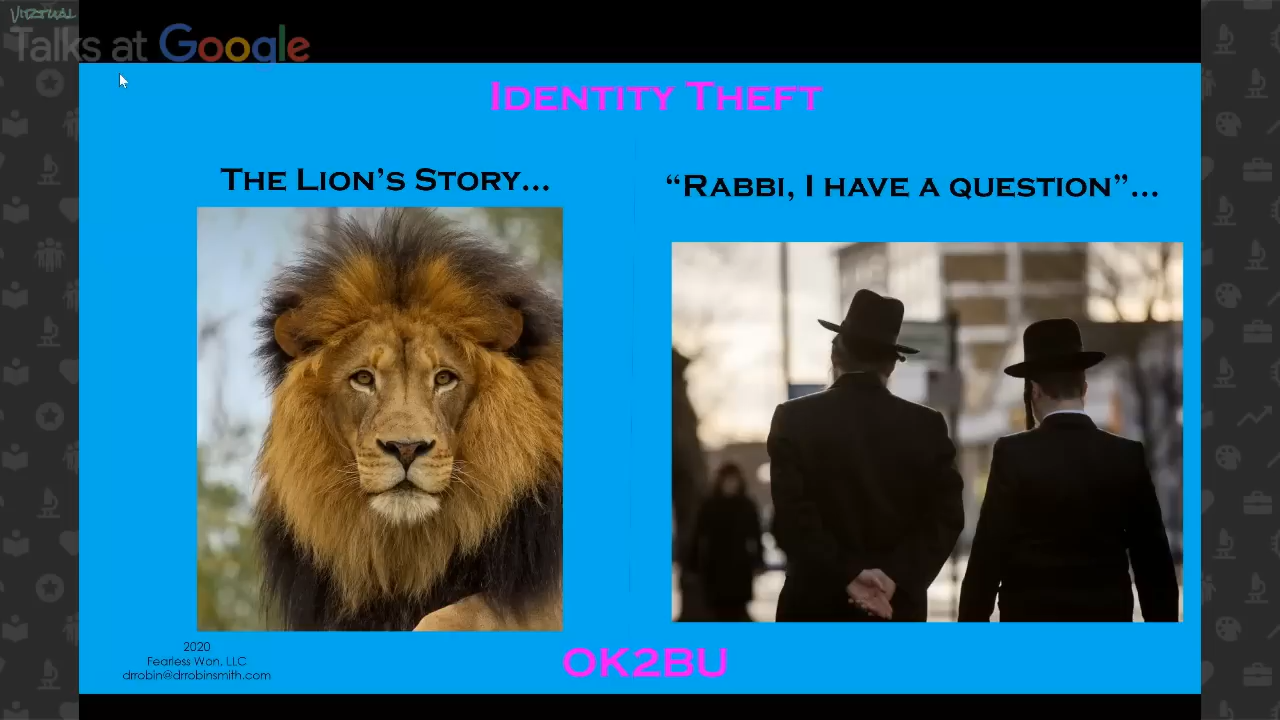 VIRTUAL
Talks at Google
IDENTITY THEFT
THE LION'S STORY...
“RABBI, I HAVE A QUESTION”...
2020
Fearless Won, LLC
drrobin@drrobinsmith.com
OK2BU